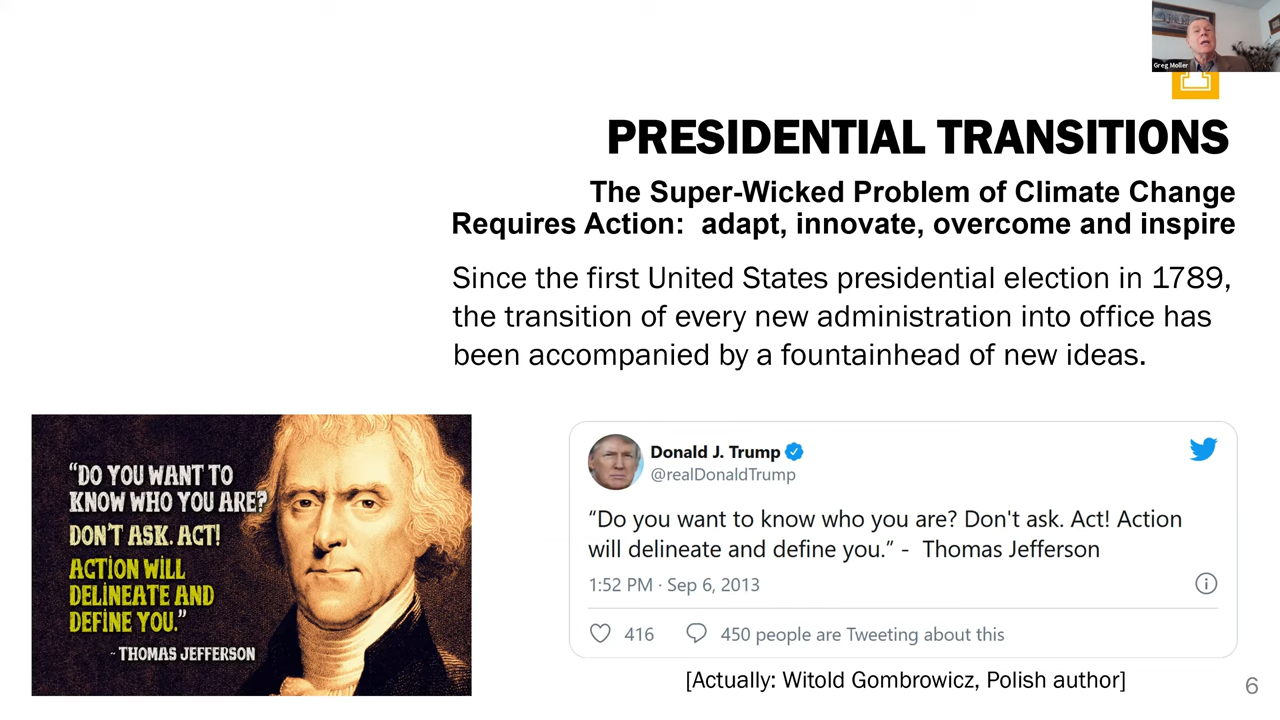 Greg Moller
I
PRESIDENTIAL TRANSITIONS
The Super-Wicked Problem of Climate Change
Requires Action:  adapt, innovate, overcome and inspire
Since the first United States presidential election in 1789,
the transition of every new administration into office has
been accompanied by a fountainhead of new ideas.
“DO YOU WANT TO
KNOW WHO YOU ARE?
DON'T ASK. ACT!
ACTION WILL
DELINEATE AND
DEFINE YOU.”
~ THOMAS JEFFERSON
Donald J. Trump
@realDonaldTrump
“Do you want to know who you are? Don't ask. Act! Action
will delineate and define you.” -  Thomas Jefferson
1:52 PM · Sep 6, 2013
416
450 people are Tweeting about this
[Actually: Witold Gombrowicz, Polish author]
6